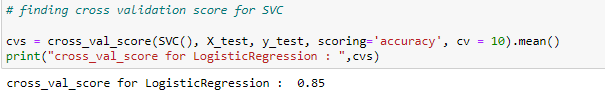 # finding cross validation score for SVC
cvs = cross_val_score(SVC(), X_test, y_test, scoring='accuracy', cv = 10).mean()
print("cross_val_score for LogisticRegression : ",cvs)
cross_val_score for LogisticRegression :  0.85